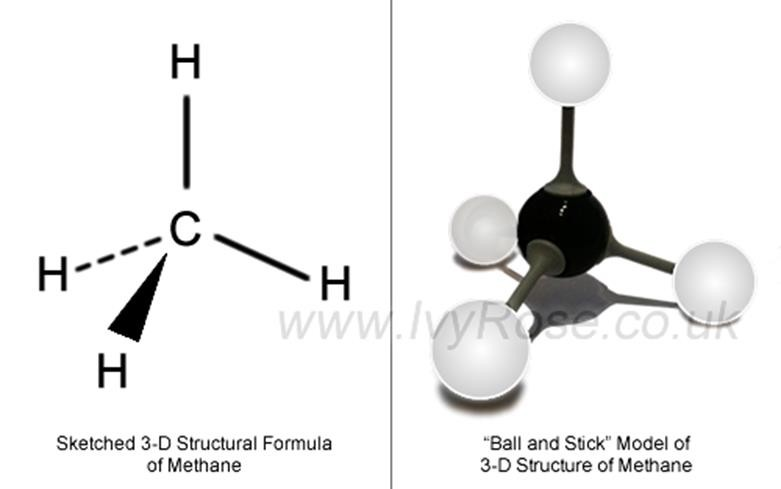 H
C
H
H
H
www.IvyRose.co.uk
Sketched 3-D Structural Formula
of Methane
“Ball and Stick” Model of
3-D Structure of Methane